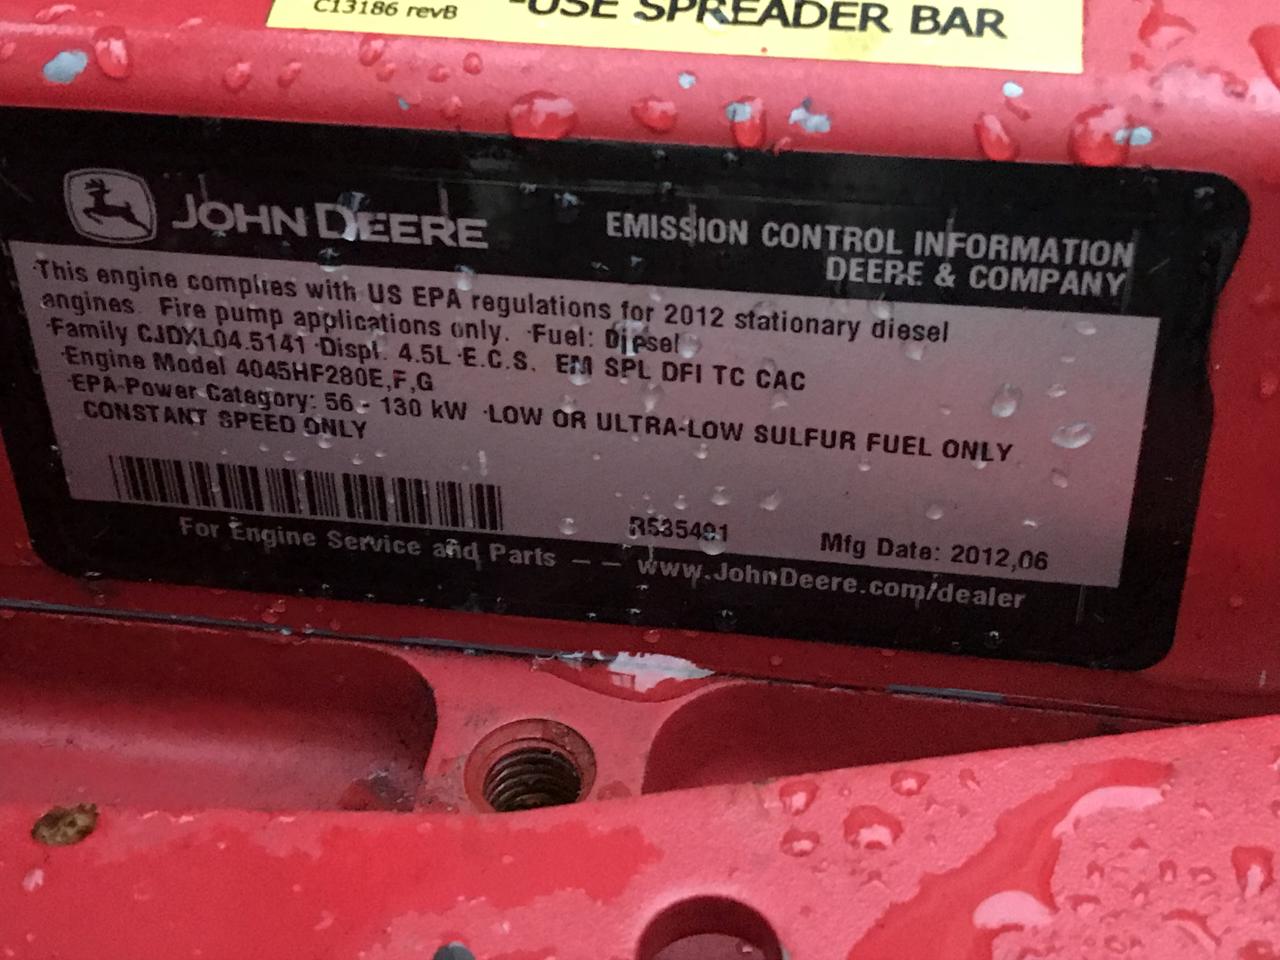 C13186 revB
-USE SPREADER BAR
JOHN DEERE
EMISSION CONTROL INFORMATION
DEERE & COMPANY
·This engine complies with US EPA regulations for 2012 stationary diesel
engines. Fire pump applications only. ·Fuel: Diesel
·Family CJDXL04.5141 ·Displ. 4.5L ·E.C.S. EM SPL DFI TC CAC
·Engine Model 4045HF280E,F,G
·EPA Power Category: 56 - 130 kW ·LOW OR ULTRA-LOW SULFUR FUEL ONLY
CONSTANT SPEED ONLY
R535491
Mfg Date: 2012,06
For Engine Service and Parts — — www.JohnDeere.com/dealer